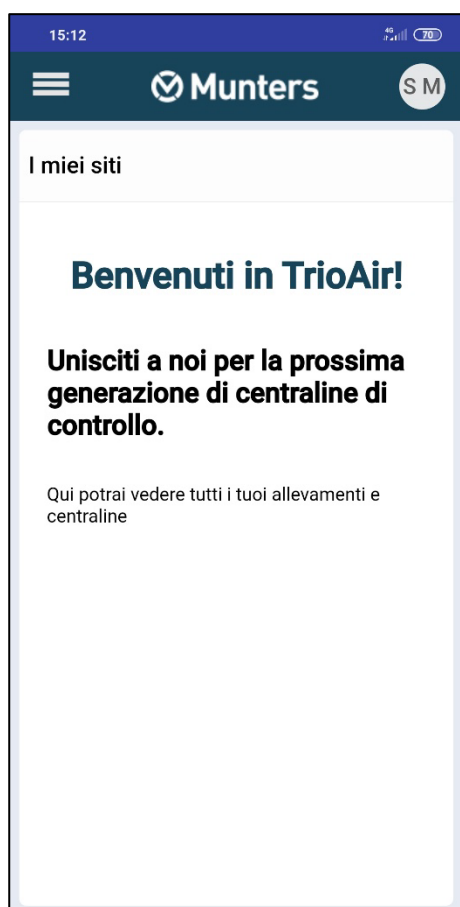 15:12
4G
70
Munters
S M
I miei siti
Benvenuti in TrioAir!
Unisciti a noi per la prossima
generazione di centraline di
controllo.
Qui potrai vedere tutti i tuoi allevamenti e
centraline